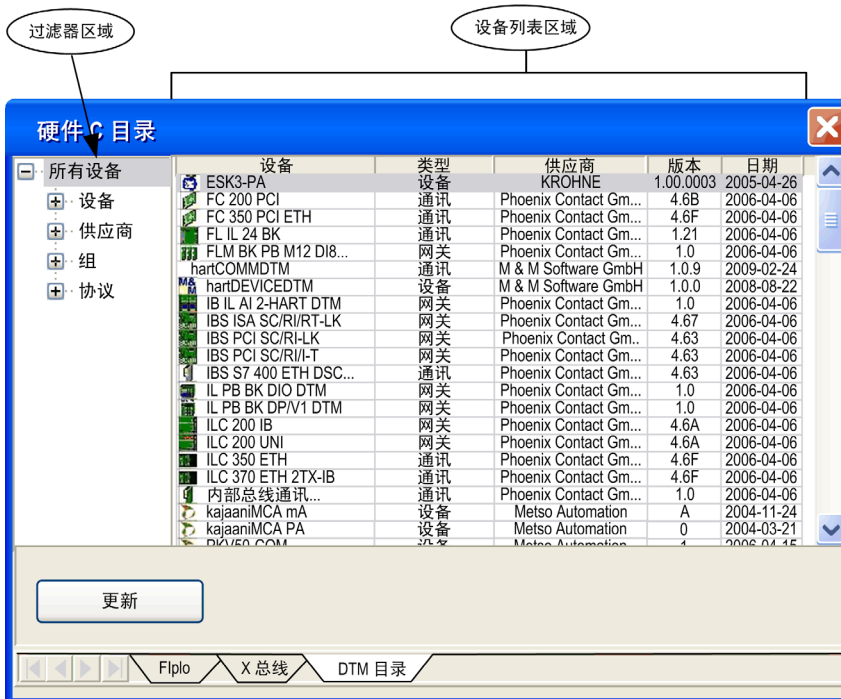 过滤器区域
设备列表区域
硬件 C 目录
所有设备
设备
供应商
组
协议
设备 类型 供应商 版本 日期
ESK3-PA 设备 KROHNE 1.00.0003 2005-04-26
FC 200 PCI 通讯 Phoenix Contact Gm... 4.6B 2006-04-06
FC 350 PCI ETH 通讯 Phoenix Contact Gm... 4.6F 2006-04-06
FL IL 24 BK 通讯 Phoenix Contact Gm... 1.21 2006-04-06
FLM BK PB M12 DI8... 网关 Phoenix Contact Gm... 1.0 2006-04-06
hartCOMMDTM 通讯 M & M Software GmbH 1.0.9 2009-02-24
hartDEVICEDTM 设备 M & M Software GmbH 1.0.0 2008-08-22
IB IL AI 2-HART DTM 网关 Phoenix Contact Gm... 1.0 2006-04-06
IBS ISA SC/RI/RT-LK 网关 Phoenix Contact Gm... 4.67 2006-04-06
IBS PCI SC/RI-LK 网关 Phoenix Contact Gm.. 4.63 2006-04-06
IBS PCI SC/RI/I-T 网关 Phoenix Contact Gm... 4.63 2006-04-06
IBS S7 400 ETH DSC... 通讯 Phoenix Contact Gm... 4.63 2006-04-06
IL PB BK DIO DTM 网关 Phoenix Contact Gm... 1.0 2006-04-06
IL PB BK DP/V1 DTM 网关 Phoenix Contact Gm... 1.0 2006-04-06
ILC 200 IB 网关 Phoenix Contact Gm... 4.6A 2006-04-06
ILC 200 UNI 网关 Phoenix Contact Gm... 4.6A 2006-04-06
ILC 350 ETH 通讯 Phoenix Contact Gm... 4.6F 2006-04-06
ILC 370 ETH 2TX-IB 通讯 Phoenix Contact Gm... 4.6F 2006-04-06
内部总线通讯... 通讯 Phoenix Contact Gm... 1.0 2006-04-06
kajaaniMCA mA 设备 Metso Automation A 2004-11-24
kajaaniMCA PA 设备 Metso Automation 0 2004-03-21
设备 Metso Automation
更新
FIplo X 总线 DTM 目录